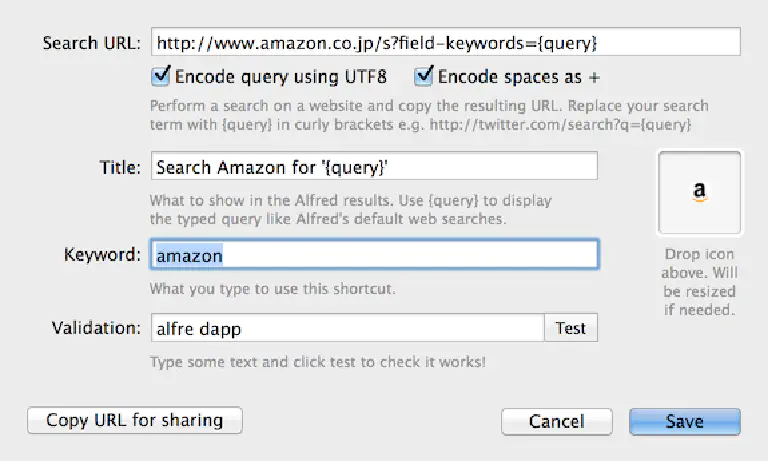 Search URL: http://www.amazon.co.jp/s?field-keywords={query}
Encode query using UTF8 Encode spaces as +
Perform a search on a website and copy the resulting URL. Replace your search
term with {query} in curly brackets e.g. http://twitter.com/search?q={query}
Title: Search Amazon for '{query}'
What to show in the Alfred results. Use {query} to display
the typed query like Alfred's default web searches.
a
Keyword: amazon
What you type to use this shortcut.
Drop icon
above. Will
be resized
if needed.
Validation: alfre dapp Test
Type some text and click test to check it works!
Copy URL for sharing Cancel Save